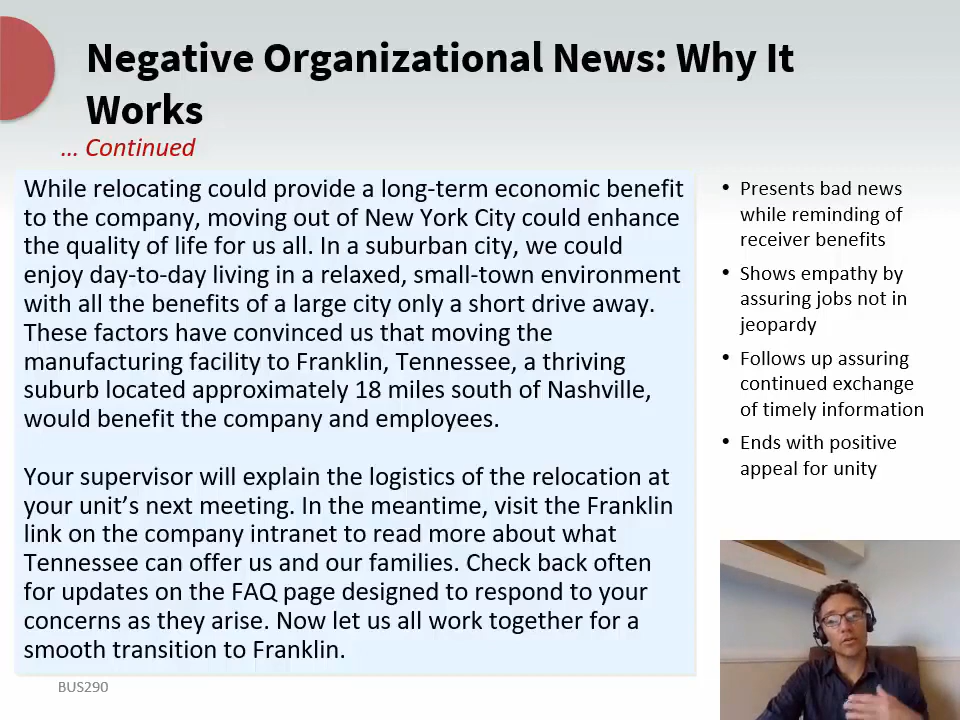 Negative Organizational News: Why It
Works
... Continued
While relocating could provide a long-term economic benefit
to the company, moving out of New York City could enhance
the quality of life for us all. In a suburban city, we could
enjoy day-to-day living in a relaxed, small-town environment
with all the benefits of a large city only a short drive away.
These factors have convinced us that moving the
manufacturing facility to Franklin, Tennessee, a thriving
suburb located approximately 18 miles south of Nashville,
would benefit the company and employees.
Your supervisor will explain the logistics of the relocation at
your unit’s next meeting. In the meantime, visit the Franklin
link on the company intranet to read more about what
Tennessee can offer us and our families. Check back often
for updates on the FAQ page designed to respond to your
concerns as they arise. Now let us all work together for a
smooth transition to Franklin.
• Presents bad news
while reminding of
receiver benefits
• Shows empathy by
assuring jobs not in
jeopardy
• Follows up assuring
continued exchange
of timely information
• Ends with positive
appeal for unity
BUS290